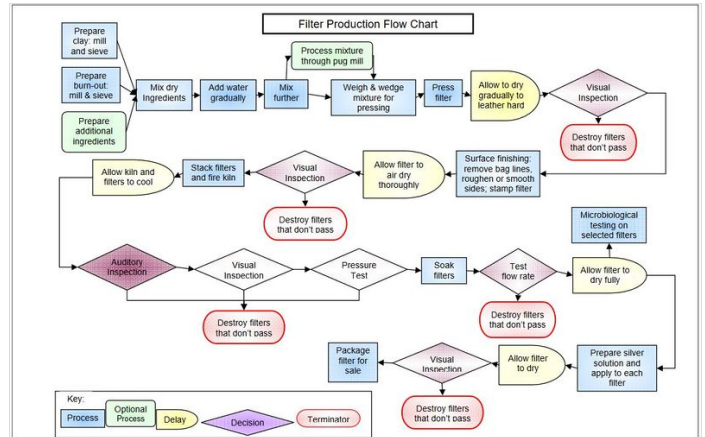 Filter Production Flow Chart
Prepare
clay: mill
and sieve
Prepare
burn-out:
mill & sieve
Prepare
additional
ingredients
Mix dry
Ingredients
Add water
gradually
Mix
further
Process mixture
through pug mill
Weigh & wedge
mixture for
pressing
Press
filter
Allow to dry
gradually to
leather hard
Visual
Inspection
Destroy filters
that don't pass
Surface finishing:
remove bag lines,
roughen or smooth
sides; stamp filter
Allow filter to
air dry
thoroughly
Visual
Inspection
Destroy filters
that don't pass
Stack filters
and fire kiln
Allow kiln and
filters to cool
Auditory
Inspection
Visual
Inspection
Pressure
Test
Destroy filters
that don't pass
Soak
filters
Test
flow rate
Destroy filters
that don't pass
Allow filter to
dry fully
Microbiological
testing on
selected filters
Prepare silver
solution and
apply to each
filter
Allow filter
to dry
Visual
Inspection
Destroy filters
that don't pass
Package
filter for
sale
Key:
Process
Optional
Process
Delay
Decision
Terminator